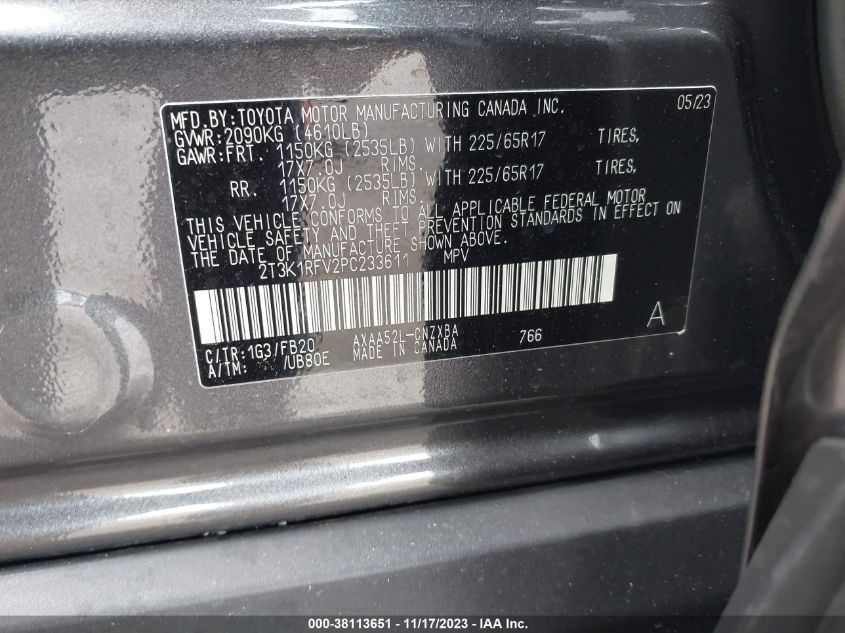 MFD.BY:TOYOTA MOTOR MANUFACTURING CANADA INC. 05/23
GVWR:2090KG (4610LB)
GAWR:FRT. 1150KG (2535LB) WITH 225/65R17 TIRES,
17X7.0J RIMS.
RR. 1150KG (2535LB) WITH 225/65R17 TIRES,
17X7.0J RIMS.
THIS VEHICLE CONFORMS TO ALL APPLICABLE FEDERAL MOTOR
VEHICLE SAFETY AND THEFT PREVENTION STANDARDS IN EFFECT ON
THE DATE OF MANUFACTURE SHOWN ABOVE.
2T3K1RFV2PC233611 MPV
C/TR:1G3/FB20 AXAA52L-CNZXBA 766 A
A/TM: /UB80E MADE IN CANADA
000-38113651 - 11/17/2023 - IAAI.com